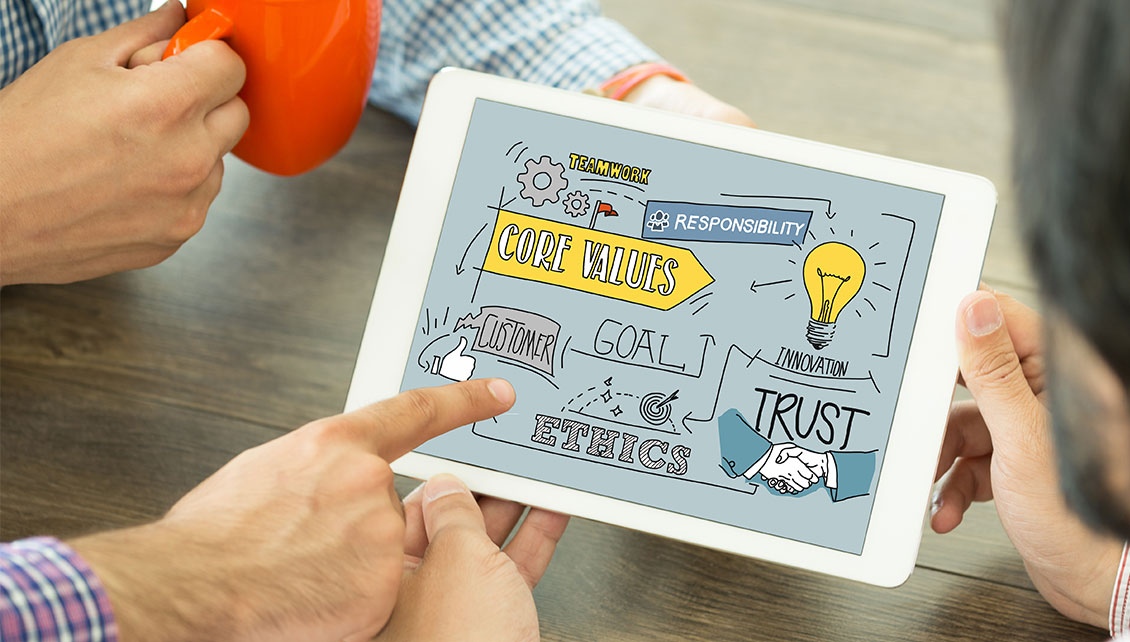 TEAMWORK
RESPONSIBILITY
CORE VALUES
CUSTOMER
GOAL
INNOVATION
TRUST
ETHICS